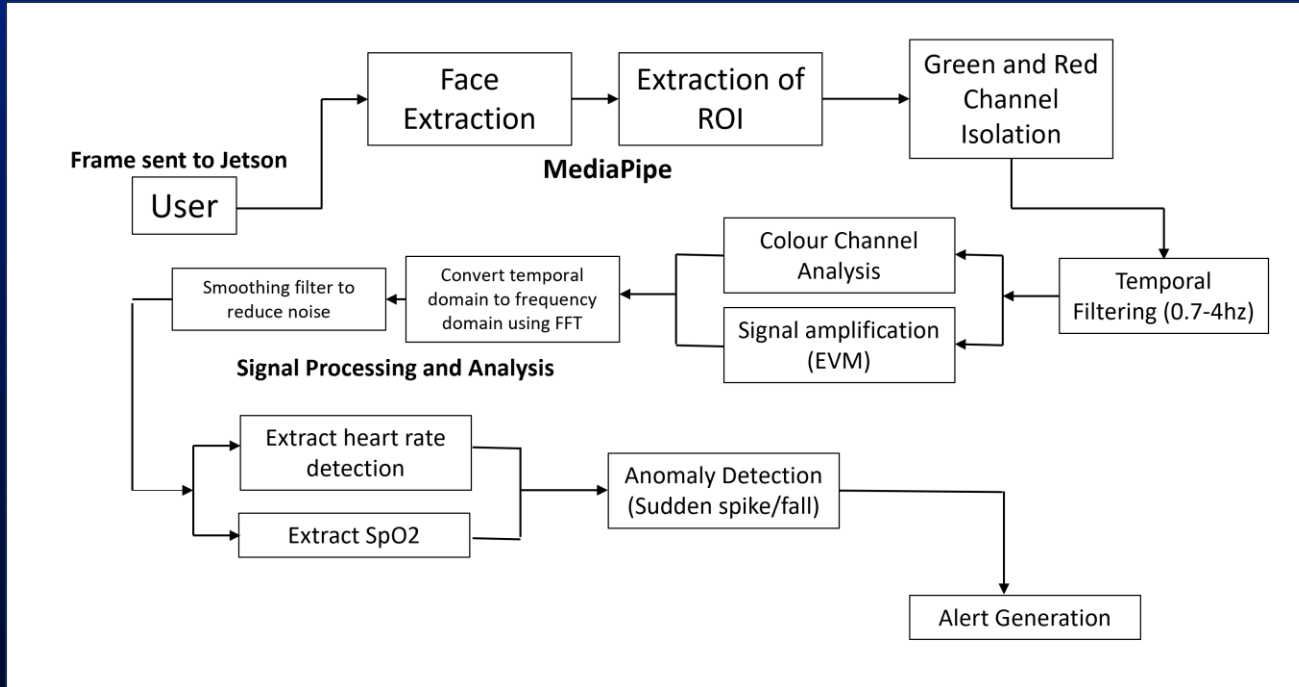 Frame sent to Jetson
User
Face
Extraction
Extraction of
ROI
MediaPipe
Green and Red
Channel
Isolation
Temporal
Filtering (0.7-4hz)
Colour Channel
Analysis
Signal amplification
(EVM)
Convert temporal
domain to frequency
domain using FFT
Smoothing filter to
reduce noise
Signal Processing and Analysis
Extract heart rate
detection
Extract SpO2
Anomaly Detection
(Sudden spike/fall)
Alert Generation